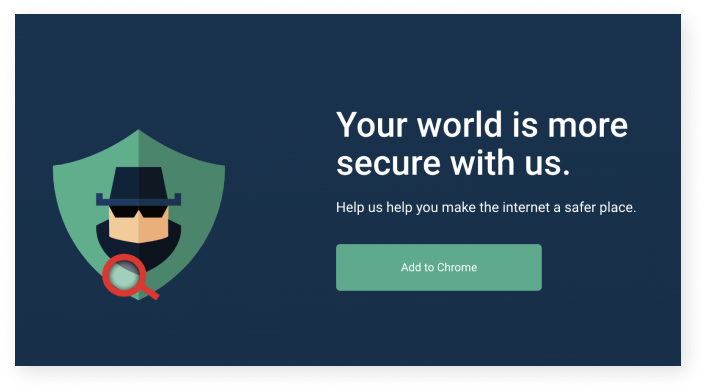 Your world is more
secure with us.
Help us help you make the internet a safer place.
Add to Chrome